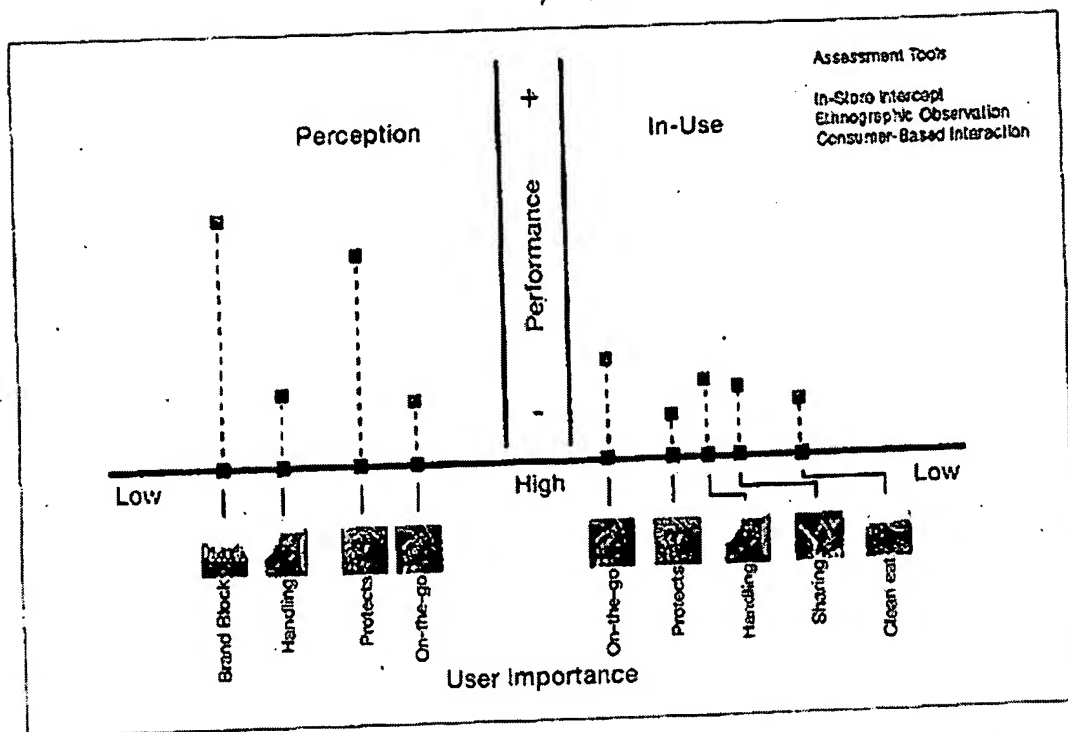 Assessment Tools
In-Store Intercept
Ethnographic Observation
Consumer-Based Interaction
Perception
In-Use
+
Performance
-
Low
High
Low
Brand Block
Handling
Protects
On-the-go
On-the-go
Protects
Handling
Sharing
Clean eat
User Importance